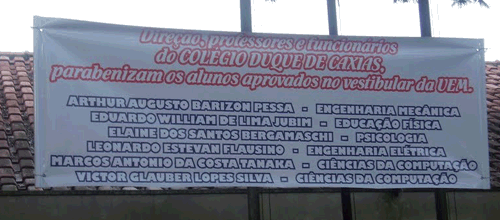 Direção, professores e funcionários
do COLÉGIO DUQUE DE CAXIAS,
parabenizam os alunos aprovados no vestibular da UEM.
ARTHUR AUGUSTO BARIZON PESSA - ENGENHARIA MECÂNICA
EDUARDO WILLIAM DE LIMA JUBIM - EDUCAÇÃO FÍSICA
ELAINE DOS SANTOS BERGAMASCHI - PSICOLOGIA
LEONARDO ESTEVAN FLAUSINO - ENGENHARIA ELÉTRICA
MARCOS ANTONIO DA COSTA TANAKA - CIÊNCIAS DA COMPUTAÇÃO
VICTOR GLAUBER LOPES SILVA - CIÊNCIAS DA COMPUTAÇÃO